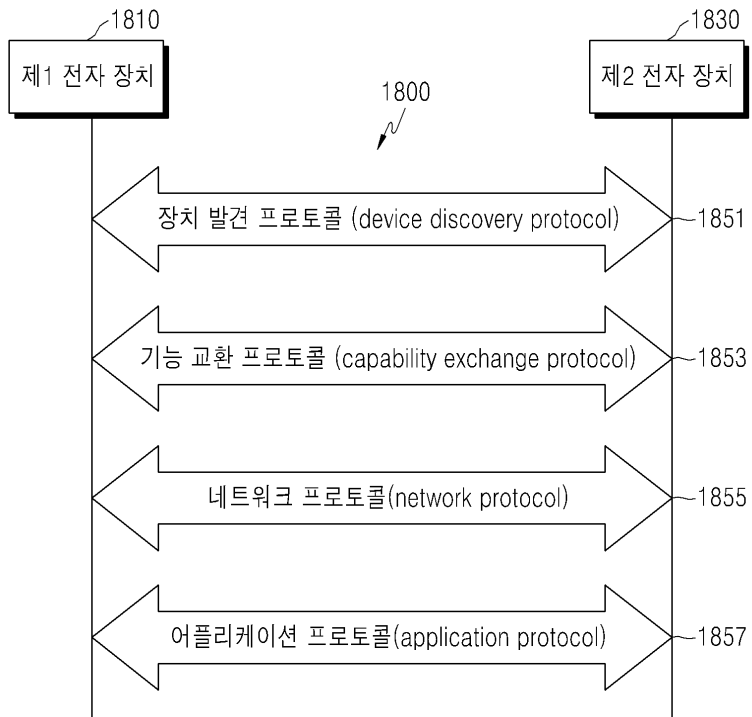 1810
1830
제1 전자 장치
제2 전자 장치
1800
장치 발견 프로토콜 (device discovery protocol)
1851
기능 교환 프로토콜 (capability exchange protocol)
1853
네트워크 프로토콜(network protocol)
1855
어플리케이션 프로토콜(application protocol)
1857